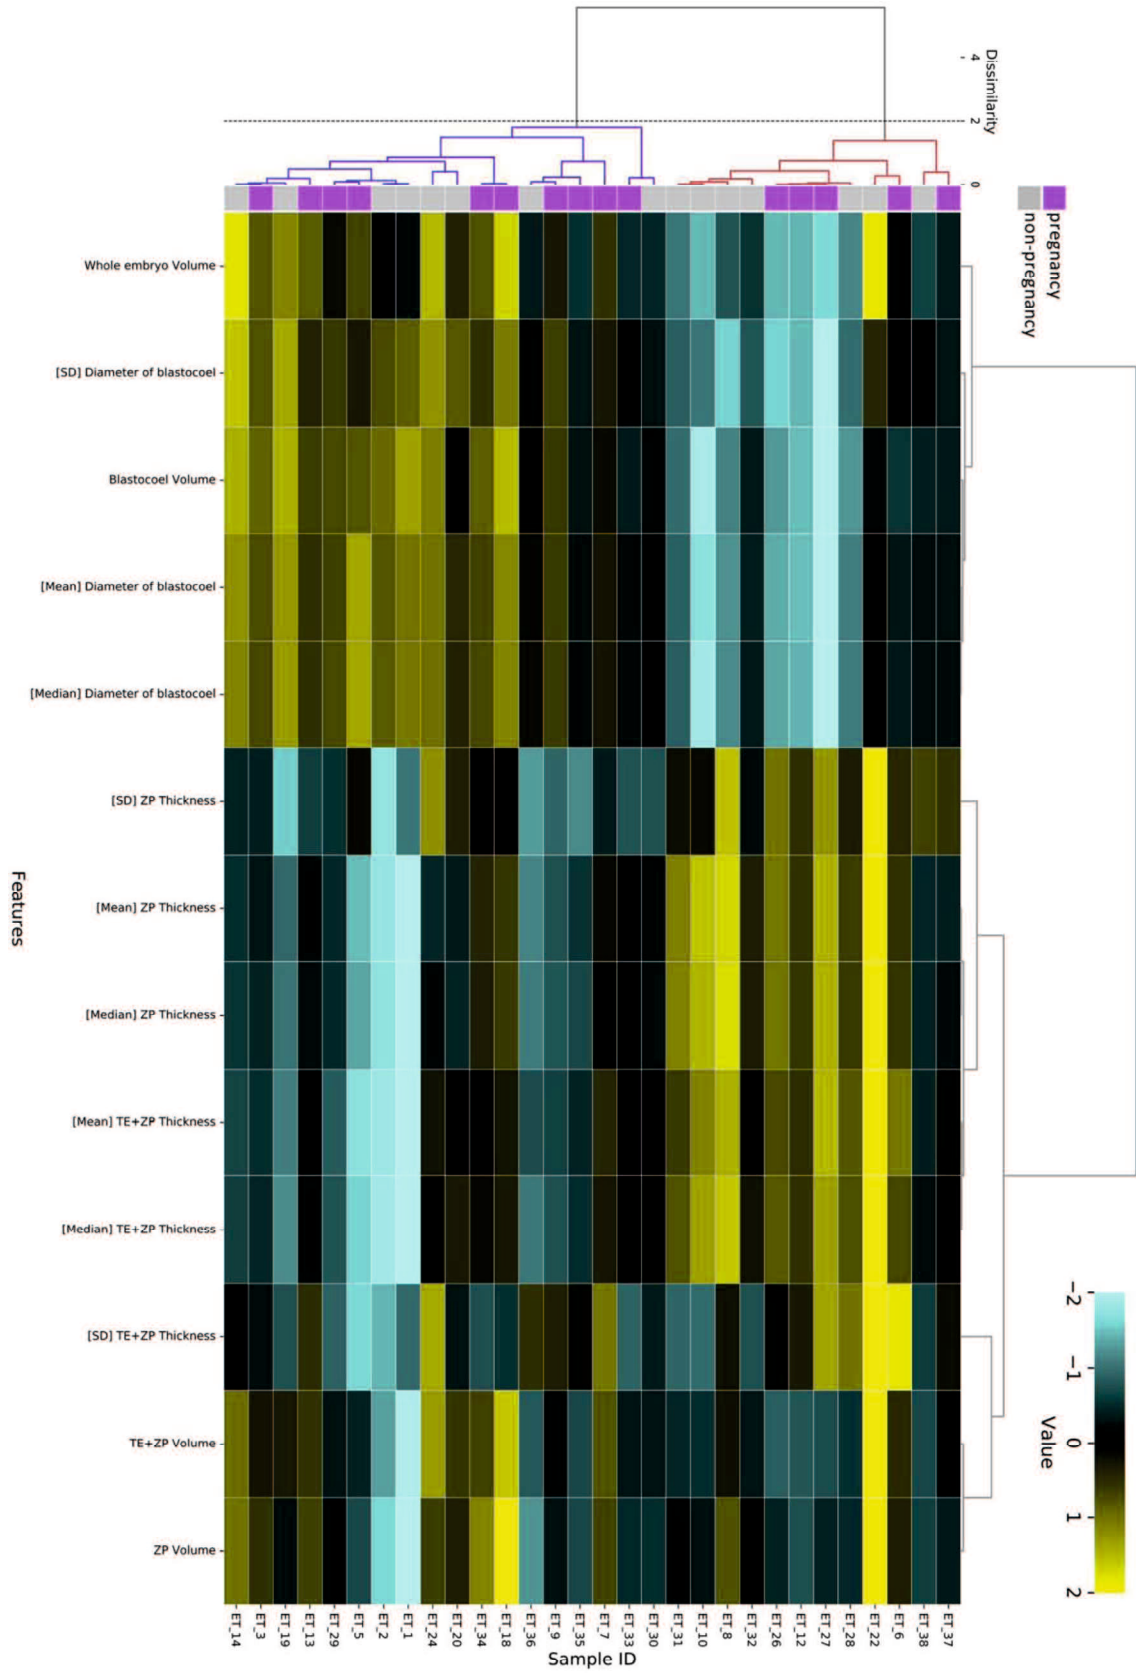 Dissimilarity
4
2
0
pregnancy
non-pregnancy
Whole embryo Volume
[SD] Diameter of blastocoel
Blastocoel Volume
[Mean] Diameter of blastocoel
[Median] Diameter of blastocoel
[SD] ZP Thickness
[Mean] ZP Thickness
[Median] ZP Thickness
[Mean] TE+ZP Thickness
[Median] TE+ZP Thickness
[SD] TE+ZP Thickness
TE+ZP Volume
ZP Volume
Features
-2
-1
0
1
2
Value
ET_14
ET_3
ET_19
ET_13
ET_29
ET_5
ET_2
ET_1
ET_24
ET_20
ET_34
ET_18
ET_36
ET_9
ET_35
ET_7
ET_33
ET_30
ET_31
ET_10
ET_8
ET_32
ET_26
ET_12
ET_27
ET_28
ET_22
ET_6
ET_38
ET_37
Sample ID